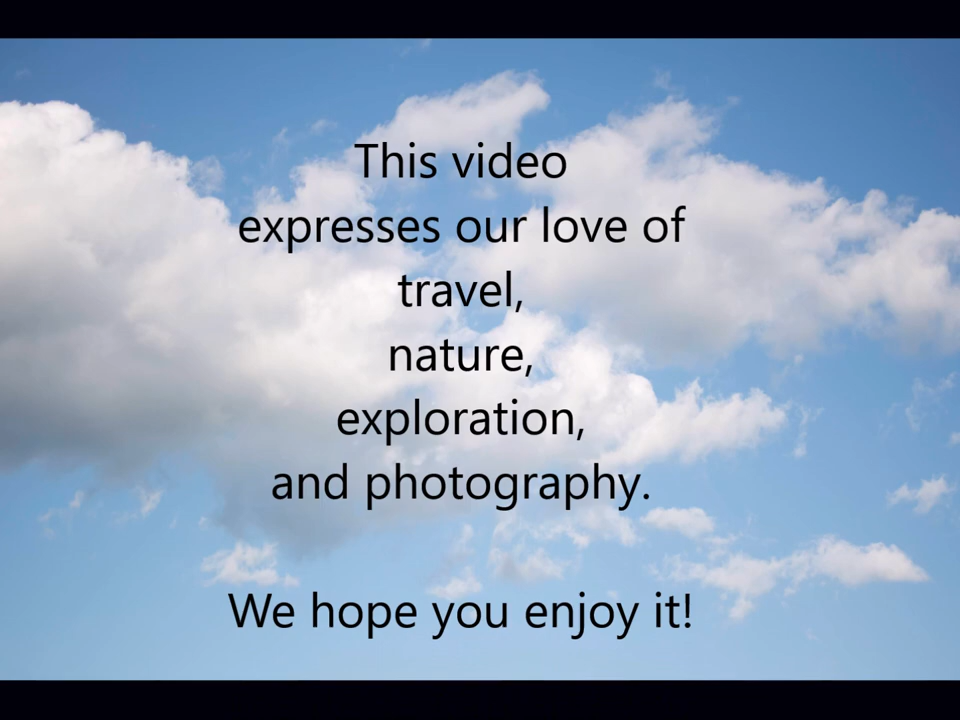 This video
expresses our love of
travel,
nature,
exploration,
and photography.
We hope you enjoy it!